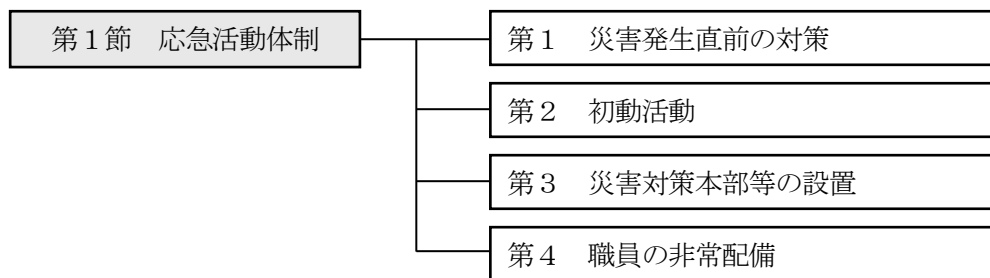 第１節　応急活動体制
第１　災害発生直前の対策
第２　初動活動
第３　災害対策本部等の設置
第４　職員の非常配備